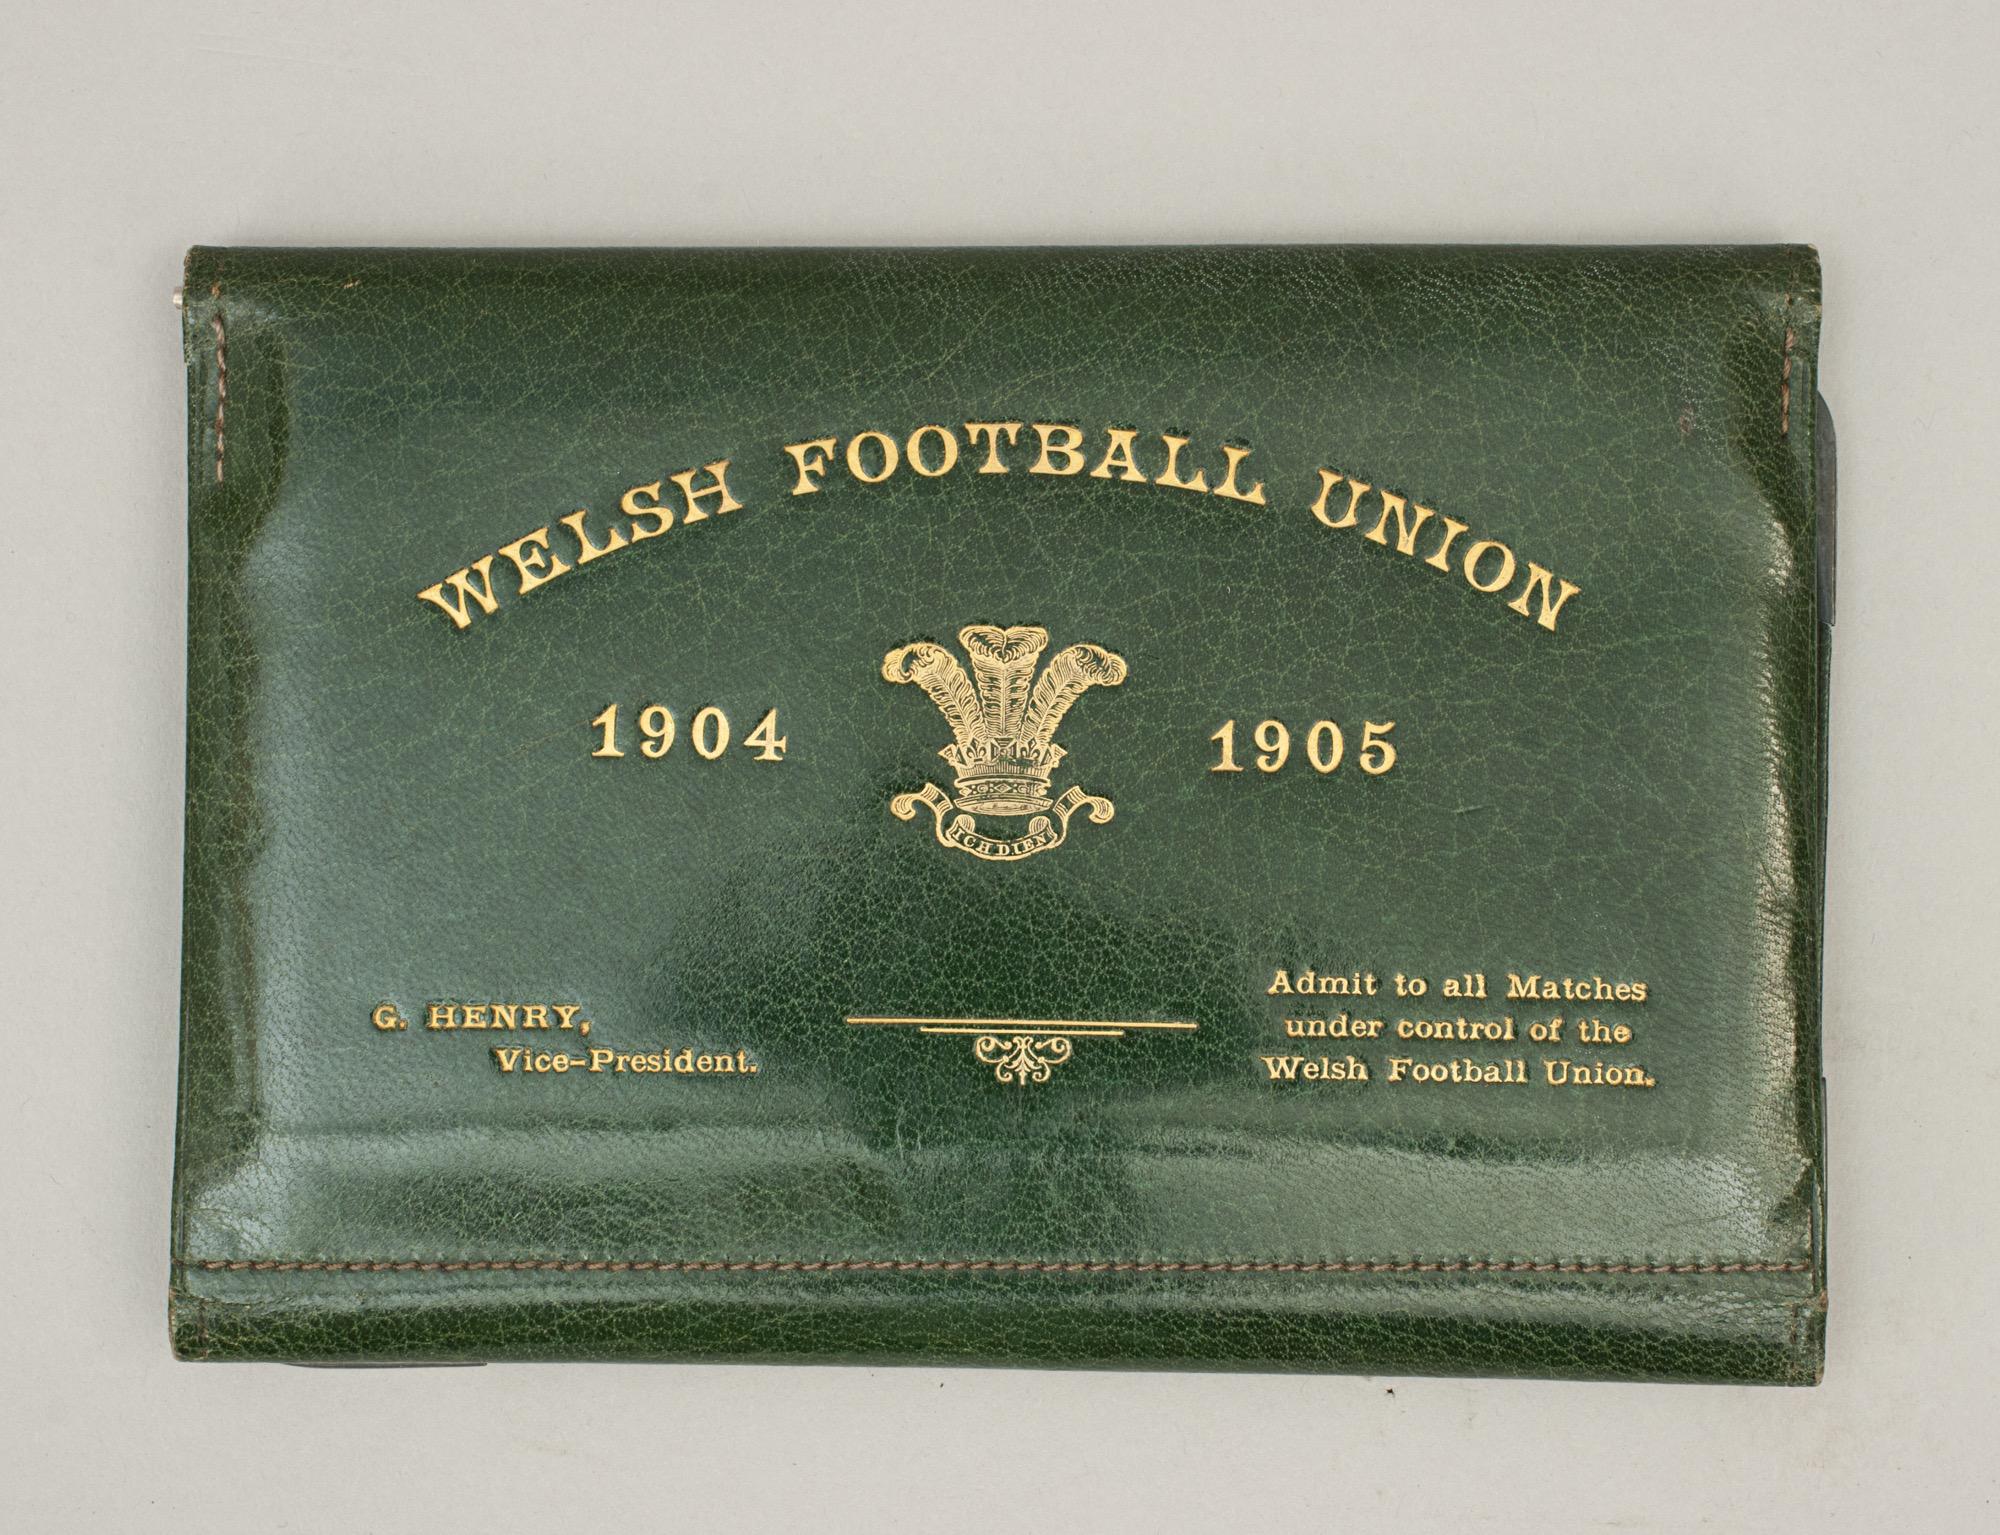 WELSH FOOTBALL UNION
1904 1905
ICH DIEN
G. HENRY,
Vice-President.
Admit to all Matches
under control of the
Welsh Football Union.